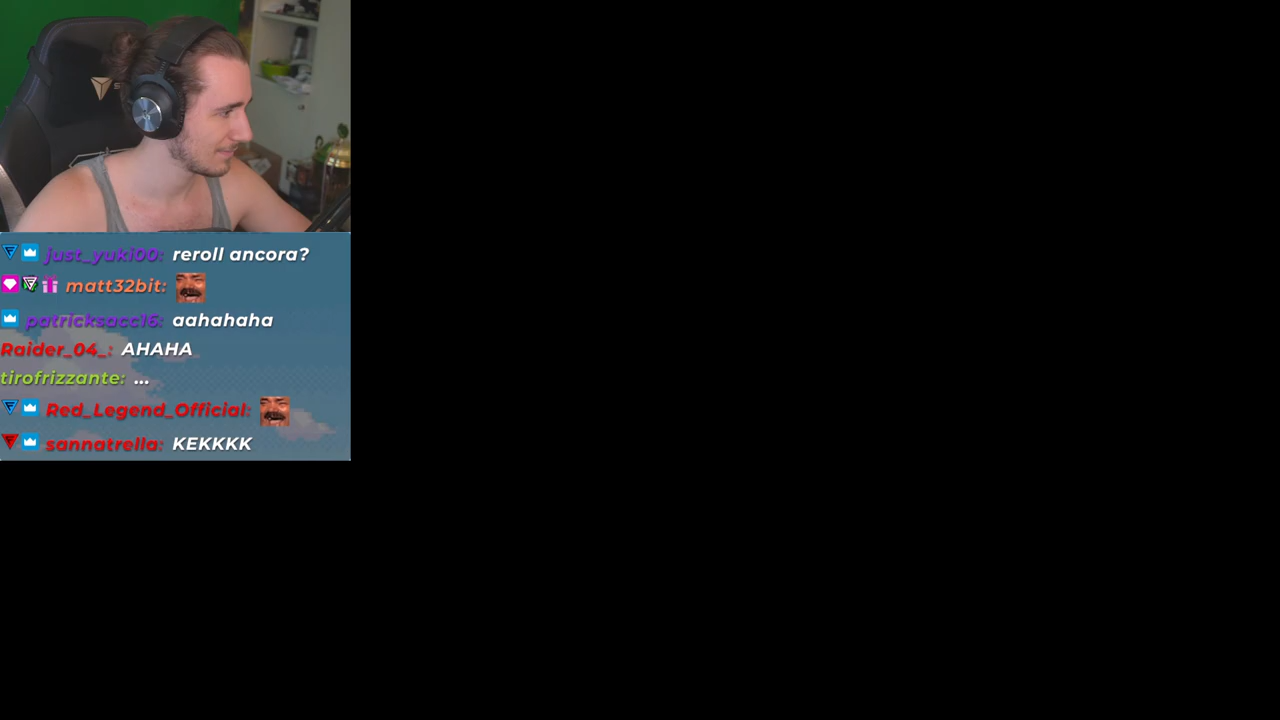 just_yuki00: reroll ancora?
matt32bit:
patricksacc16: aahahaha
Raider_04_: AHAHA
tirofrizzante: ...
Red_Legend_Official:
sannatrella: KEKKKK